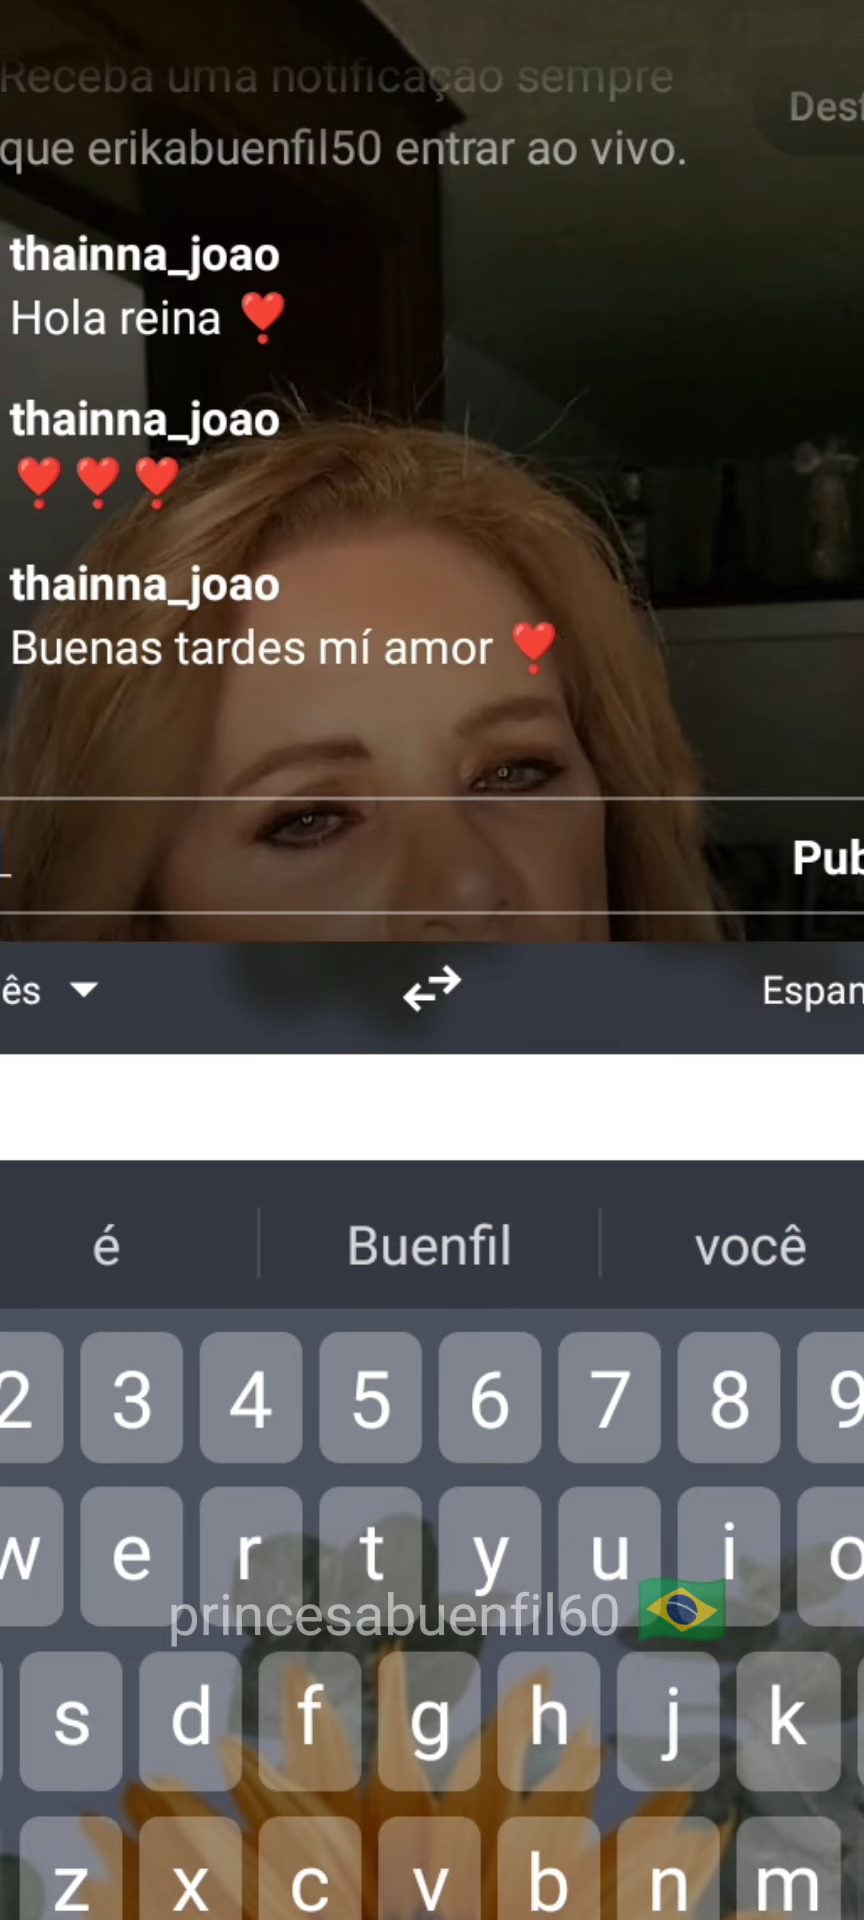 Receba uma notificação sempre
que erikabuenfil50 entrar ao vivo.
Desf
thainna_joao
Hola reina ❣️
thainna_joao
❣️❣️❣️
thainna_joao
Buenas tardes mí amor ❣️
Pub
ês
Espan
é Buenfil você
2 3 4 5 6 7 8 9
w e r t y u i o
princesabuenfil60 🇧🇷
s d f g h j k
z x c v b n m